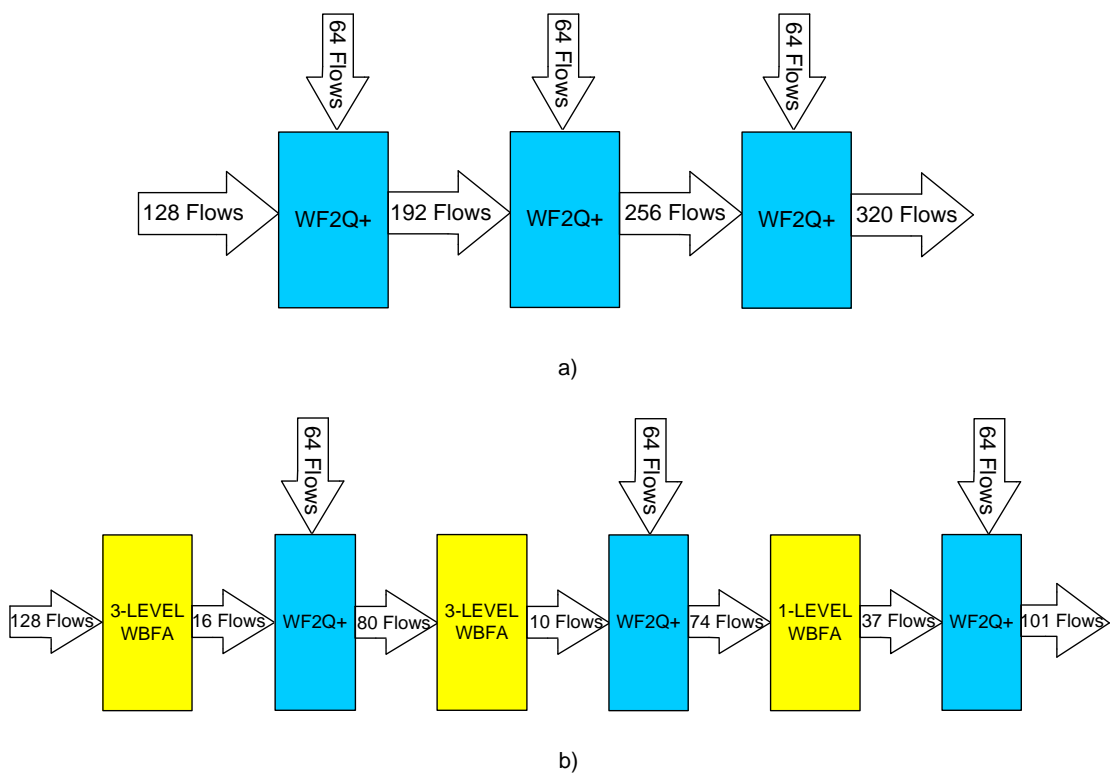 64 Flows
64 Flows
64 Flows
128 Flows
WF2Q+
192 Flows
WF2Q+
256 Flows
WF2Q+
320 Flows
a)
64 Flows
64 Flows
64 Flows
128 Flows
3-LEVEL
WBFA
16 Flows
WF2Q+
80 Flows
3-LEVEL
WBFA
10 Flows
WF2Q+
74 Flows
1-LEVEL
WBFA
37 Flows
WF2Q+
101 Flows
b)